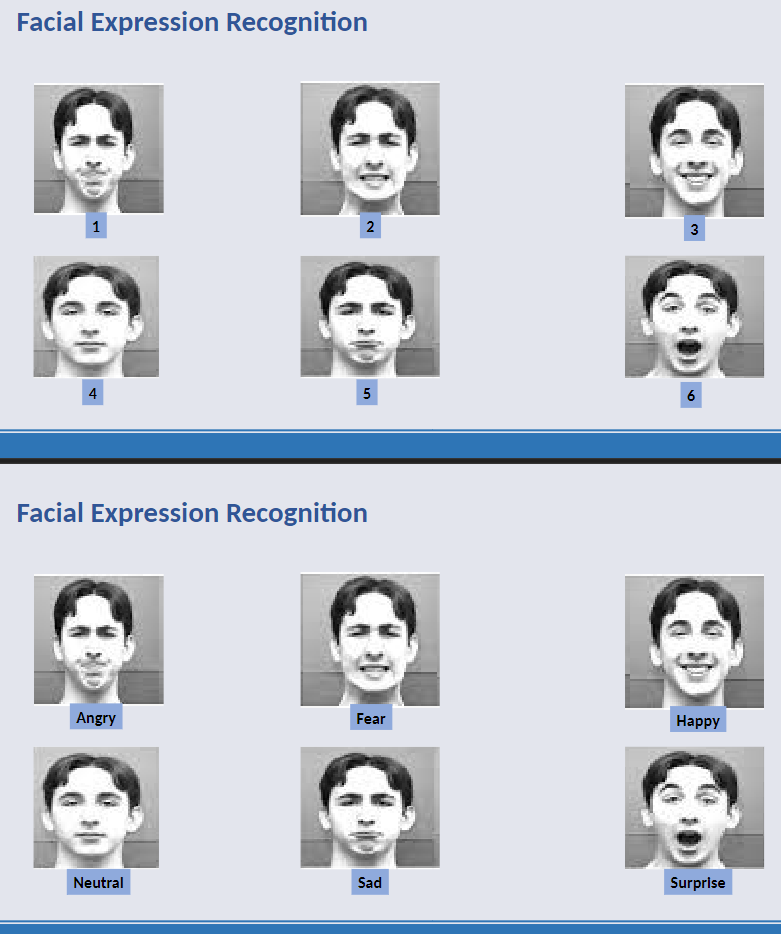 Facial Expression Recognition
1
2
3
4
5
6
Facial Expression Recognition
Angry
Fear
Happy
Neutral
Sad
Surprise